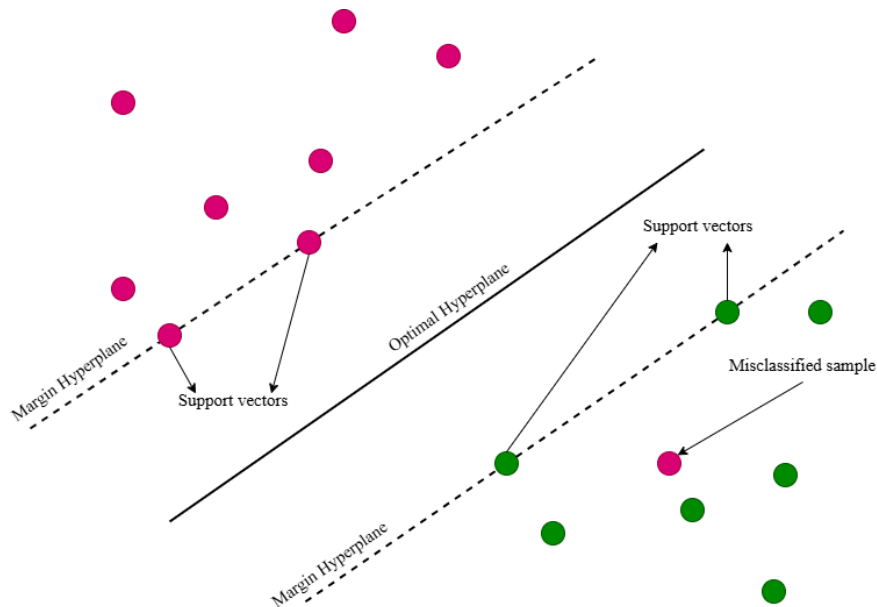 Support vectors
Optimal Hyperplane
Margin Hyperplane
Misclassified sample
Support vectors
Margin Hyperplane